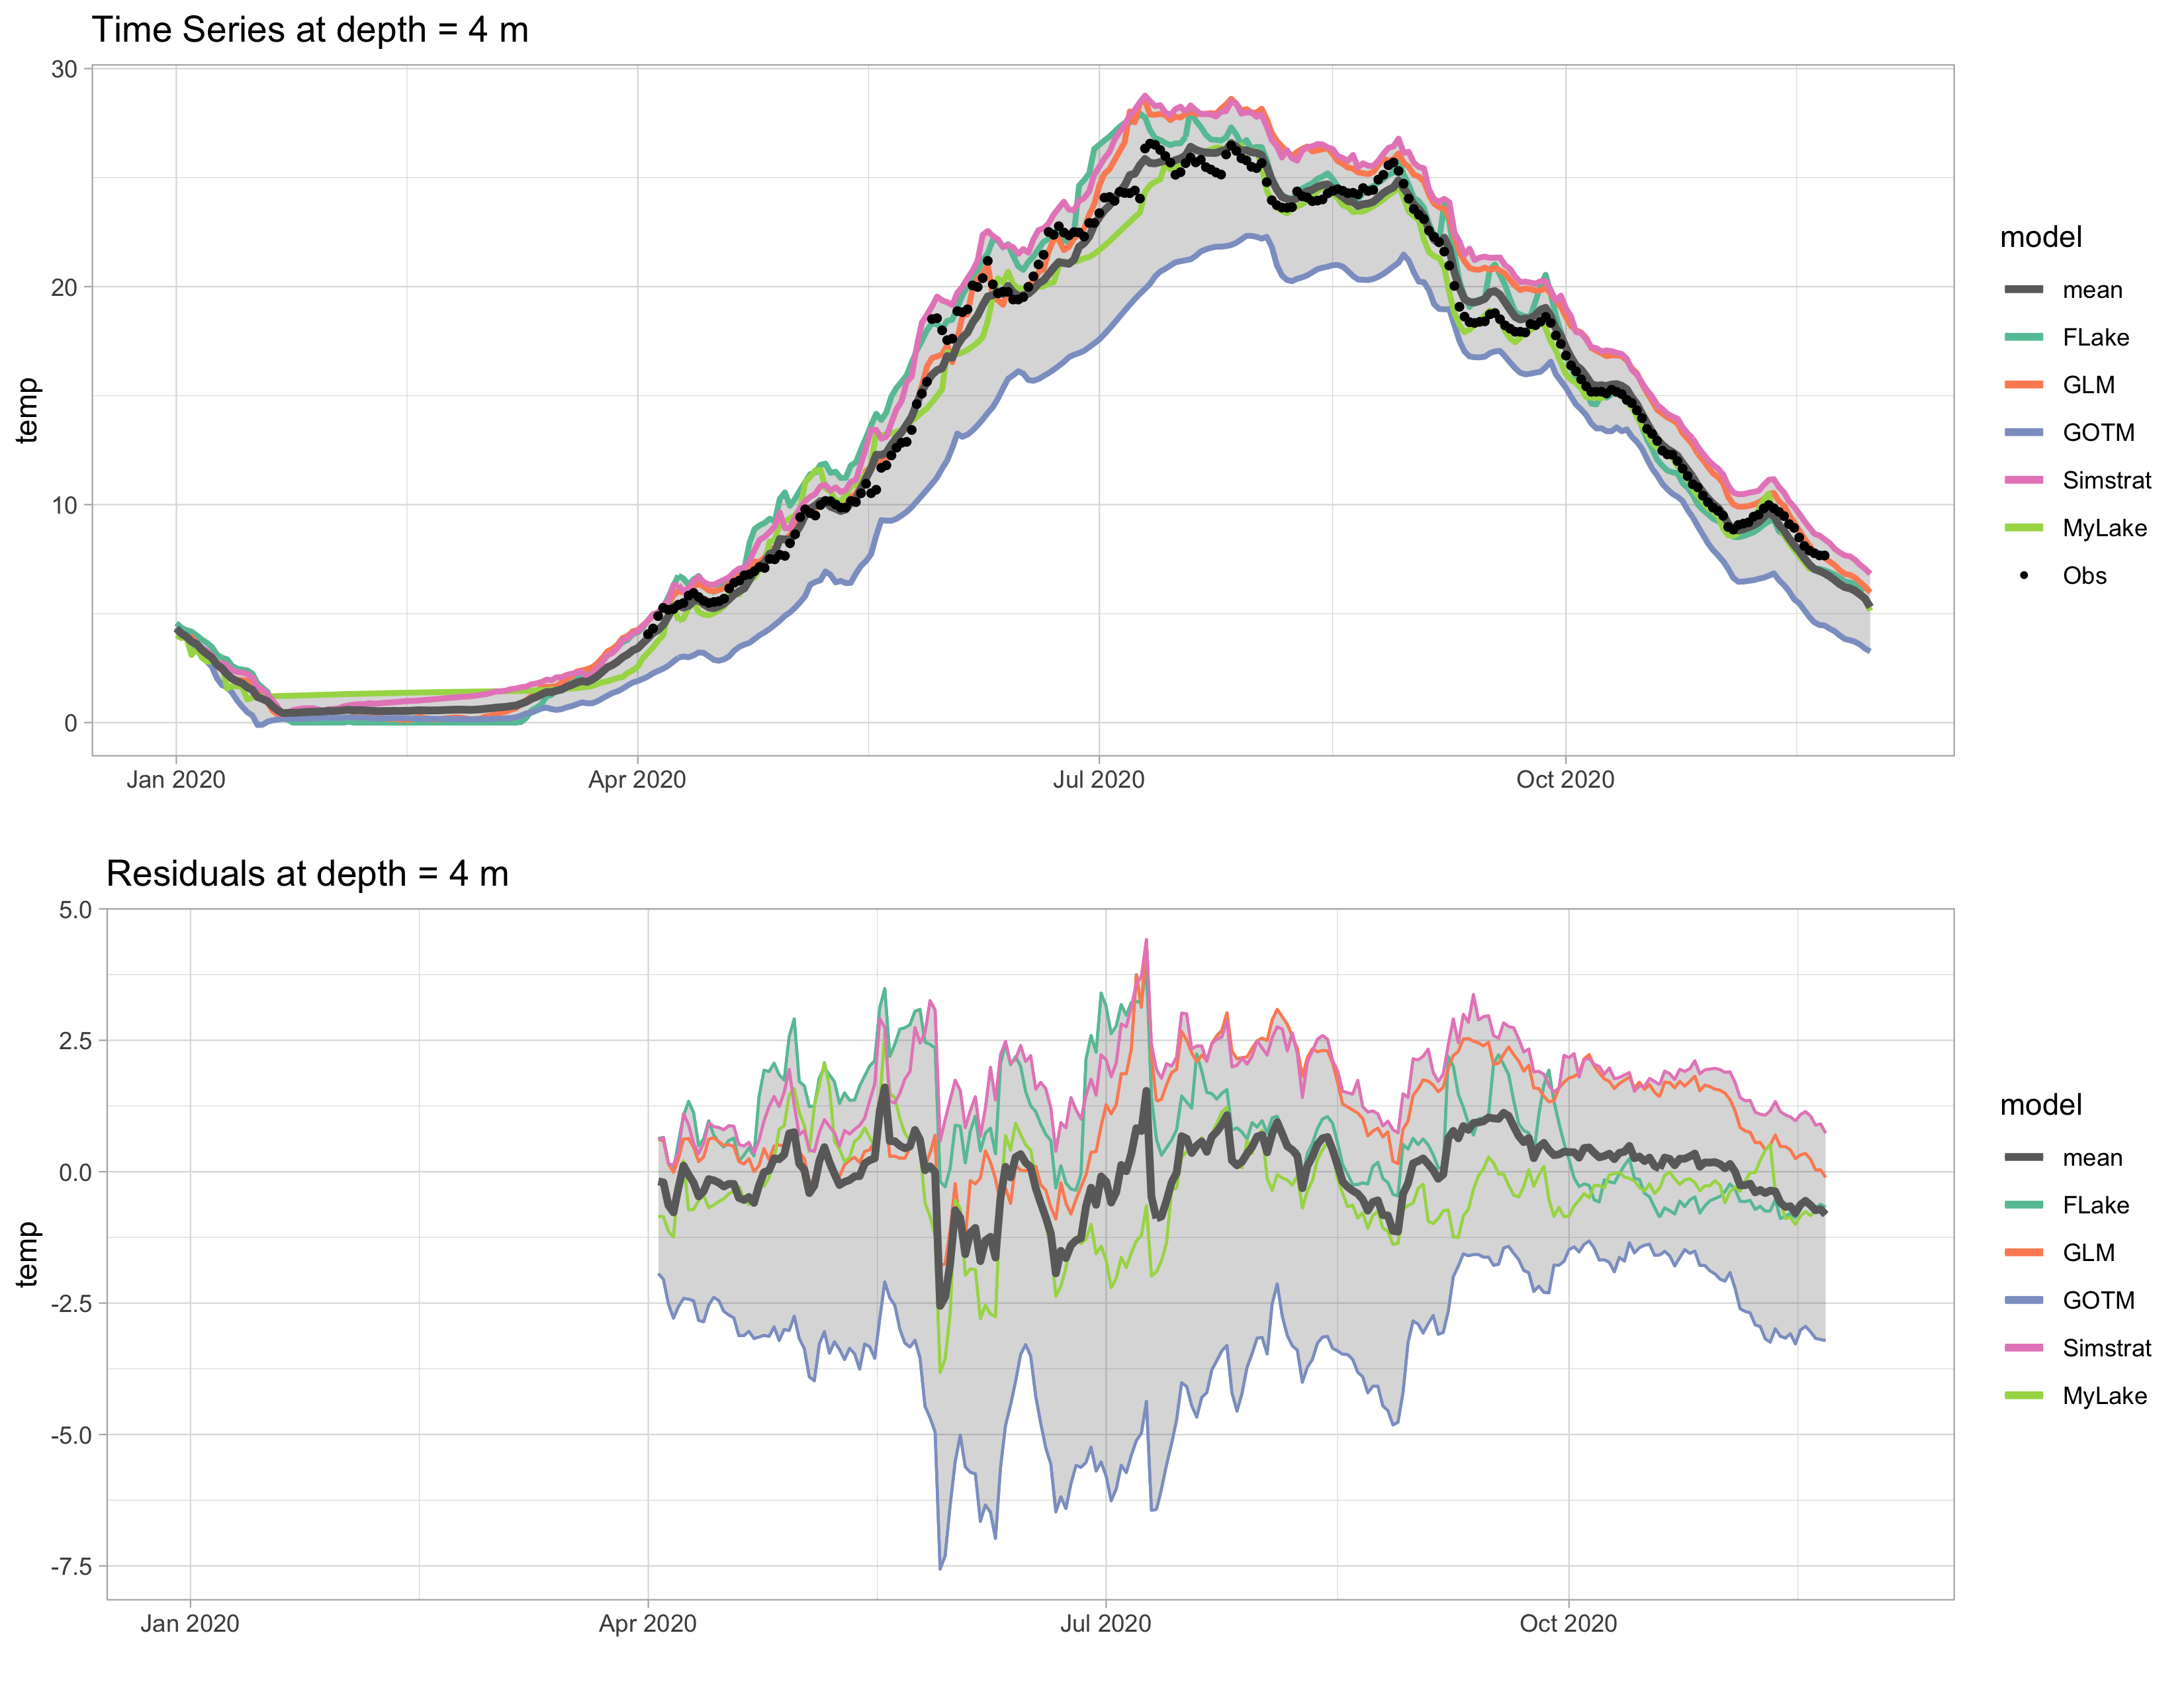 Time Series at depth = 4 m
30
20
10
0
temp
Jan 2020
Apr 2020
Jul 2020
Oct 2020
model
mean
FLake
GLM
GOTM
Simstrat
MyLake
Obs
Residuals at depth = 4 m
5.0
2.5
0.0
-2.5
-5.0
-7.5
temp
Jan 2020
Apr 2020
Jul 2020
Oct 2020
model
mean
FLake
GLM
GOTM
Simstrat
MyLake